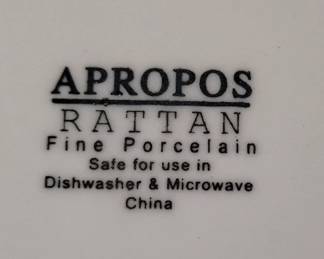 APROPOS
RATTAN
Fine Porcelain
Safe for use in
Dishwasher & Microwave
China